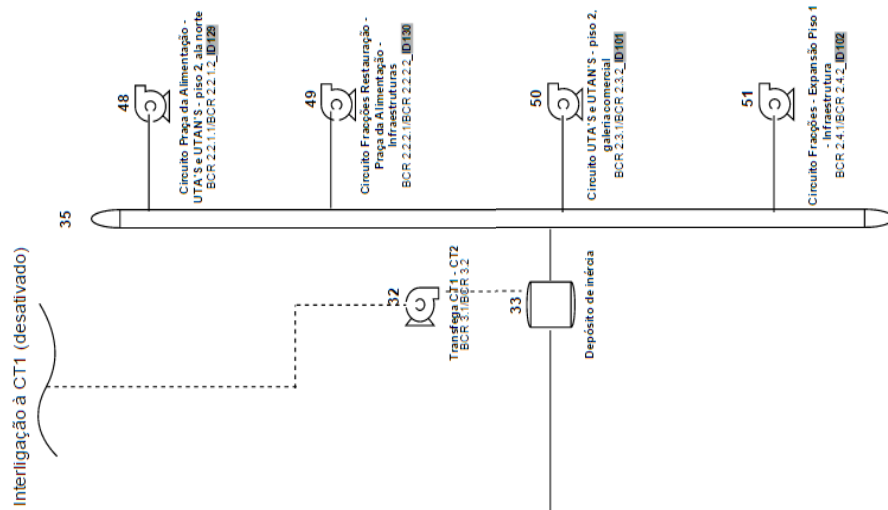 Interligação à CT1 (desativado)
35
48
Circuito Praça da Alimentação -
UTA'S e UTAN'S - piso 2, ala norte
BCR 2.2.1.1/BCR 2.2.1.2_ID129
49
Circuito Fracções Restauração -
Praça da Alimentação -
Infraestruturas
BCR 2.2.2.1/BCR 2.2.2.2_ID130
50
Circuito UTA'S e UTAN'S - piso 2,
galeria comercial
BCR 2.3.1/BCR 2.3.2_ID101
51
Circuito Fracções - Expansão Piso 1
- Infraestrutura
BCR 2.4.1/BCR 2.4.2_ID102
32
Transfega CT1 - CT2
BCR 3.1/BCR 3.2
33
Depósito de inércia